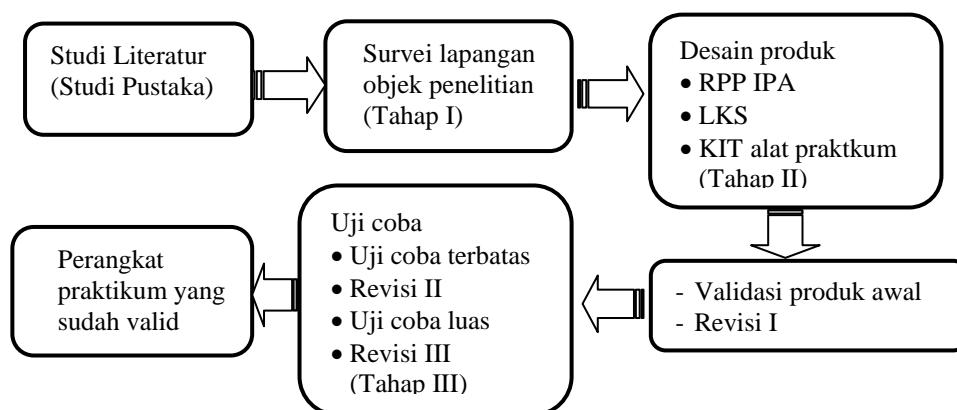 Studi Literatur
(Studi Pustaka)
Survei lapangan
objek penelitian
(Tahap I)
Desain produk
• RPP IPA
• LKS
• KIT alat praktkum
(Tahap II)
- Validasi produk awal
- Revisi I
Uji coba
• Uji coba terbatas
• Revisi II
• Uji coba luas
• Revisi III
(Tahap III)
Perangkat
praktikum yang
sudah valid